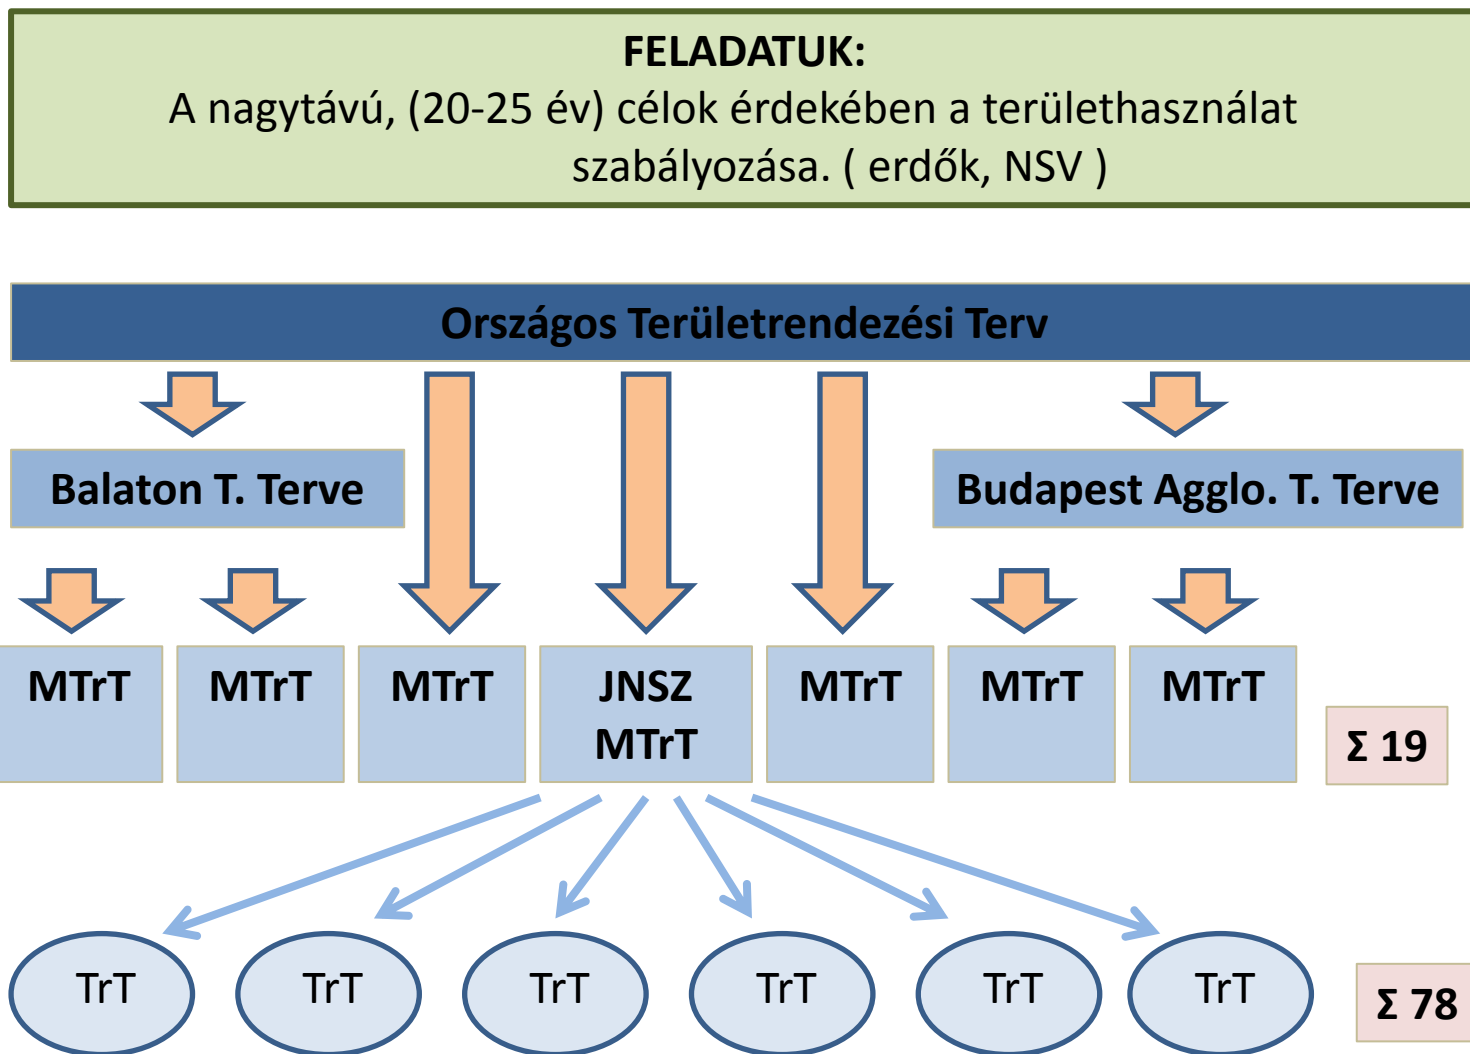 FELADATUK:
A nagytávú, (20-25 év) célok érdekében a területhasználat
szabályozása. ( erdők, NSV )
Országos Területrendezési Terv
Balaton T. Terve
Budapest Agglo. T. Terve
MTrT
MTrT
MTrT
JNSZ
MTrT
MTrT
MTrT
MTrT
Σ 19
TrT
TrT
TrT
TrT
TrT
TrT
Σ 78